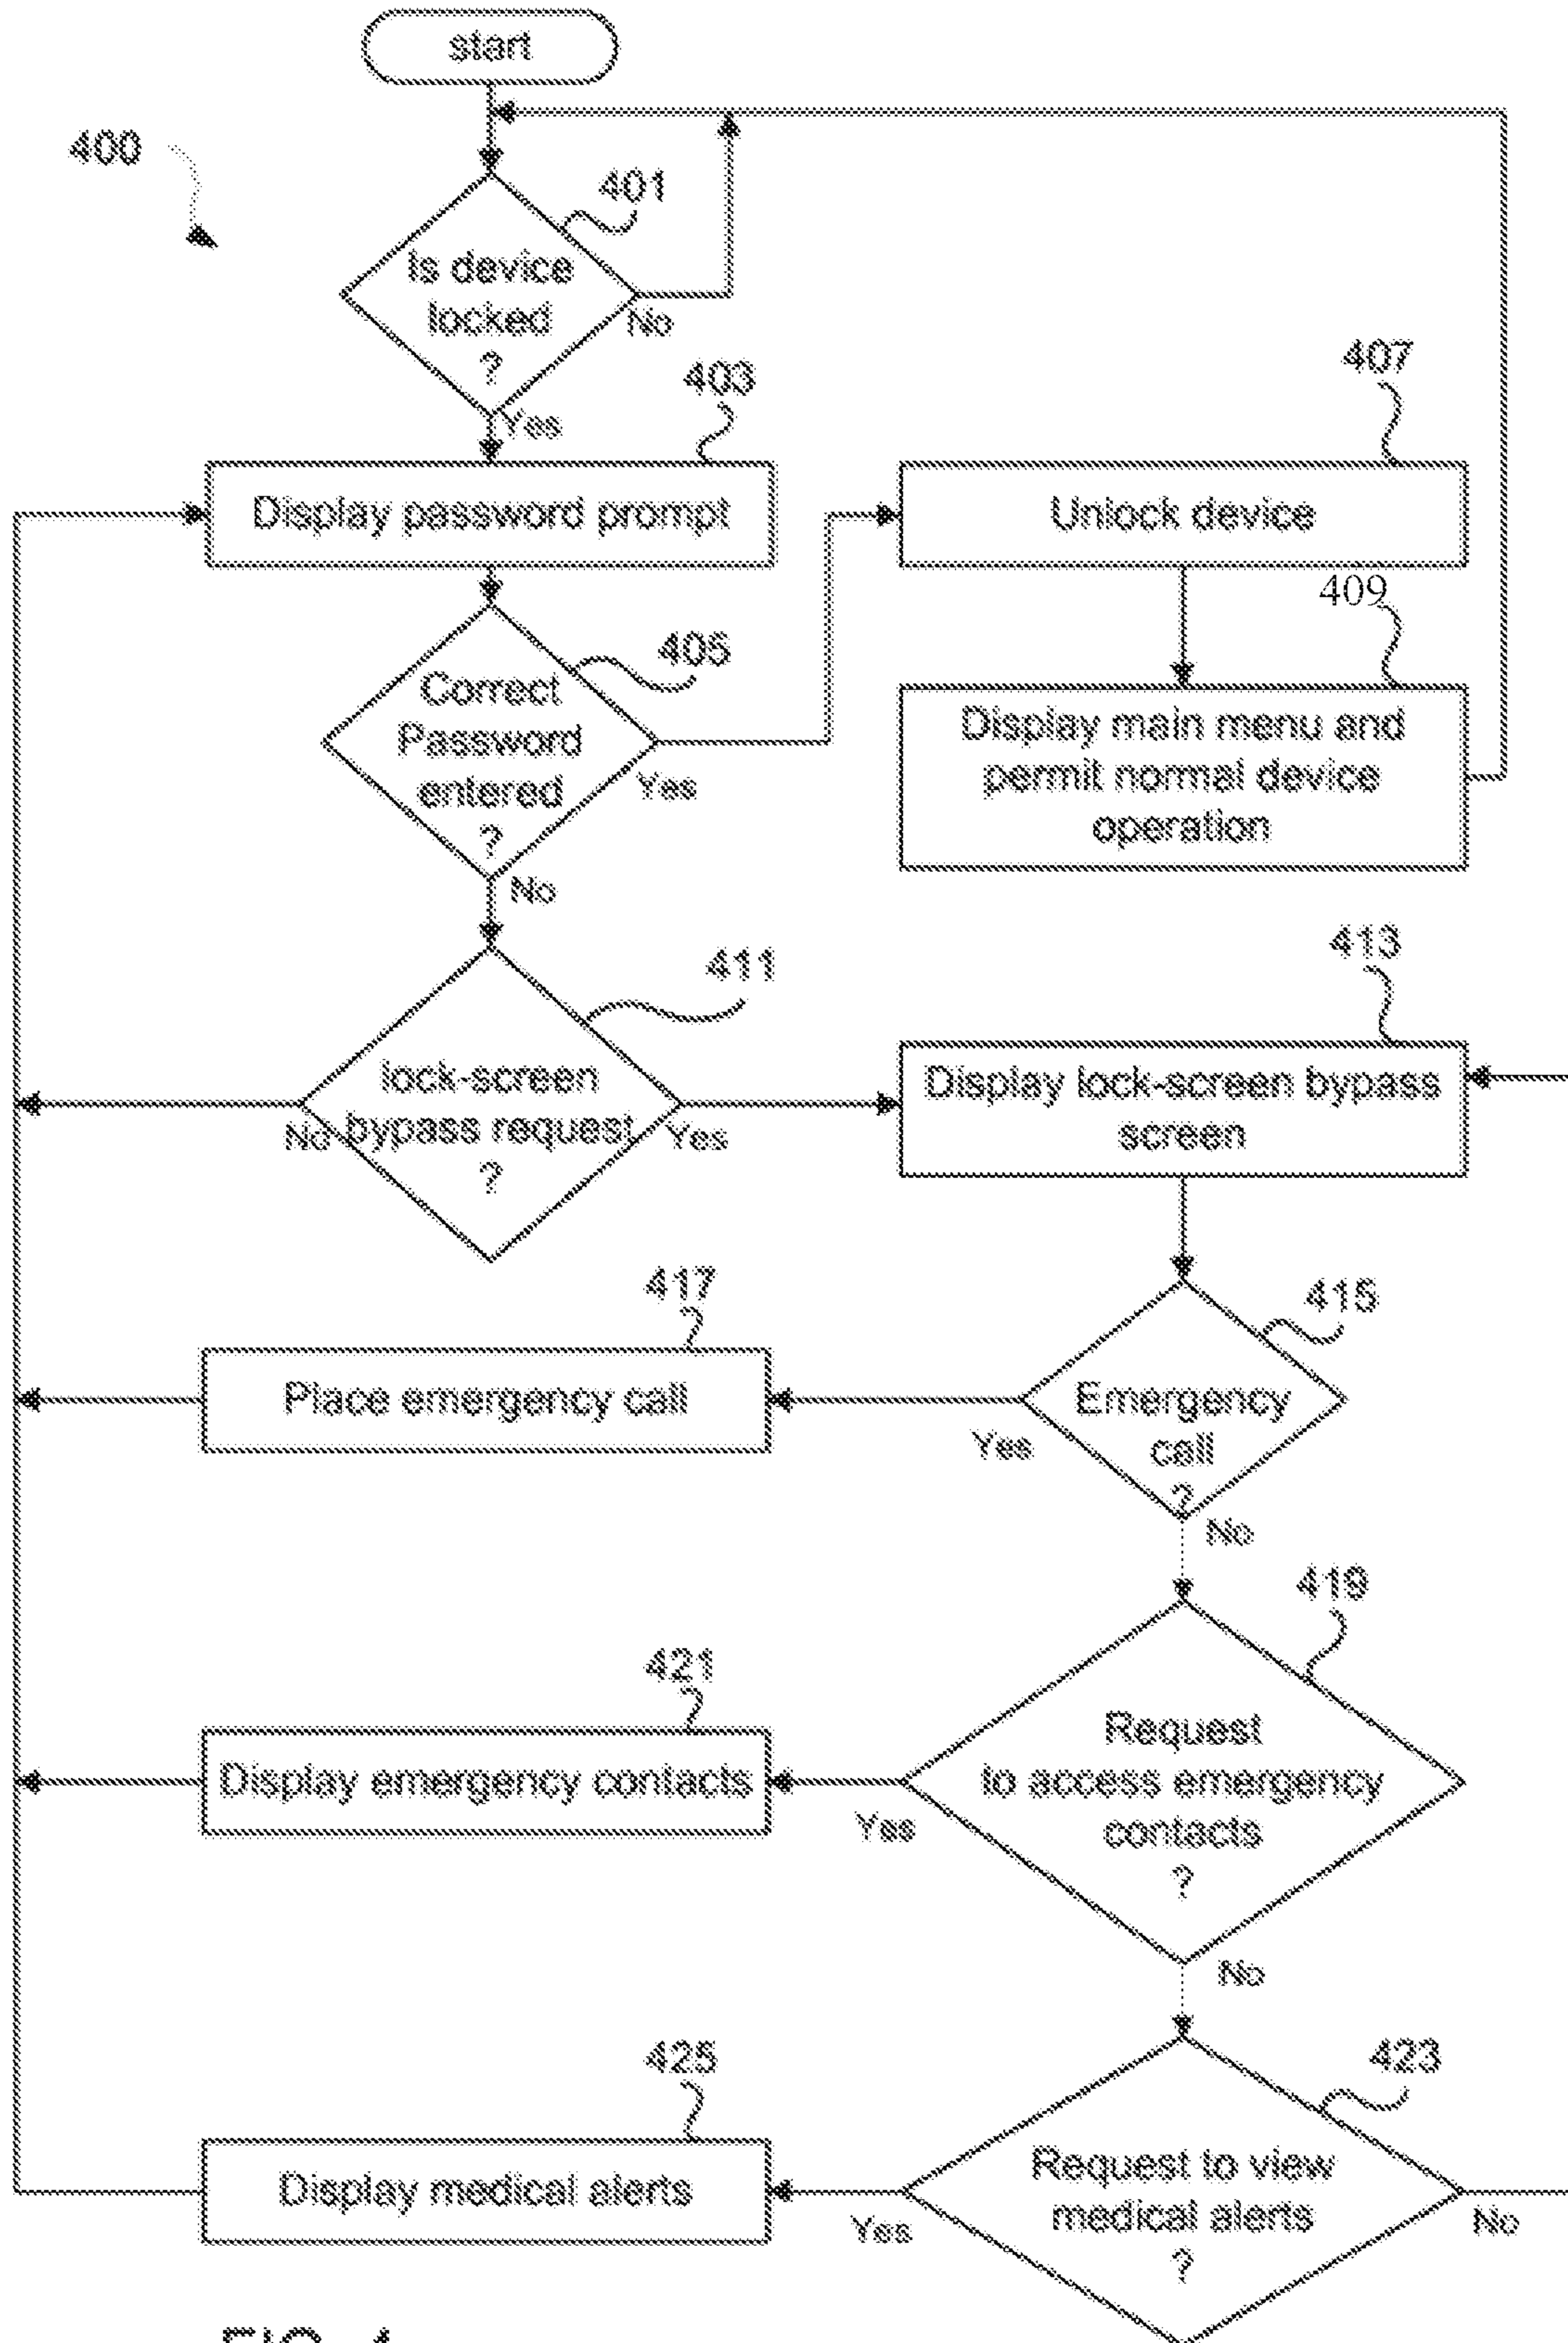 start
400
401
Is device
locked
?
No
Yes
403
Display password prompt
407
Unlock device
405
Correct
Password
entered
?
Yes
No
409
Display main menu and
permit normal device
operation
411
lock-screen
bypass request
?
No
Yes
413
Display lock-screen bypass
screen
415
Emergency
call
?
Yes
No
417
Place emergency call
419
Request
to access emergency
contacts
?
Yes
No
421
Display emergency contacts
423
Request to view
medical alerts
?
Yes
No
425
Display medical alerts